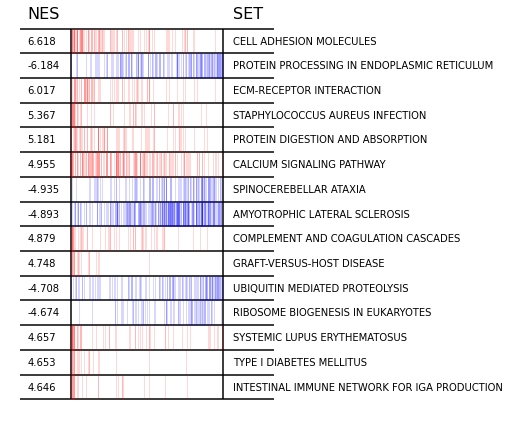 NES SET
6.618 CELL ADHESION MOLECULES
-6.184 PROTEIN PROCESSING IN ENDOPLASMIC RETICULUM
6.017 ECM-RECEPTOR INTERACTION
5.367 STAPHYLOCOCCUS AUREUS INFECTION
5.181 PROTEIN DIGESTION AND ABSORPTION
4.955 CALCIUM SIGNALING PATHWAY
-4.935 SPINOCEREBELLAR ATAXIA
-4.893 AMYOTROPHIC LATERAL SCLEROSIS
4.879 COMPLEMENT AND COAGULATION CASCADES
4.748 GRAFT-VERSUS-HOST DISEASE
-4.708 UBIQUITIN MEDIATED PROTEOLYSIS
-4.674 RIBOSOME BIOGENESIS IN EUKARYOTES
4.657 SYSTEMIC LUPUS ERYTHEMATOSUS
4.653 TYPE I DIABETES MELLITUS
4.646 INTESTINAL IMMUNE NETWORK FOR IGA PRODUCTION